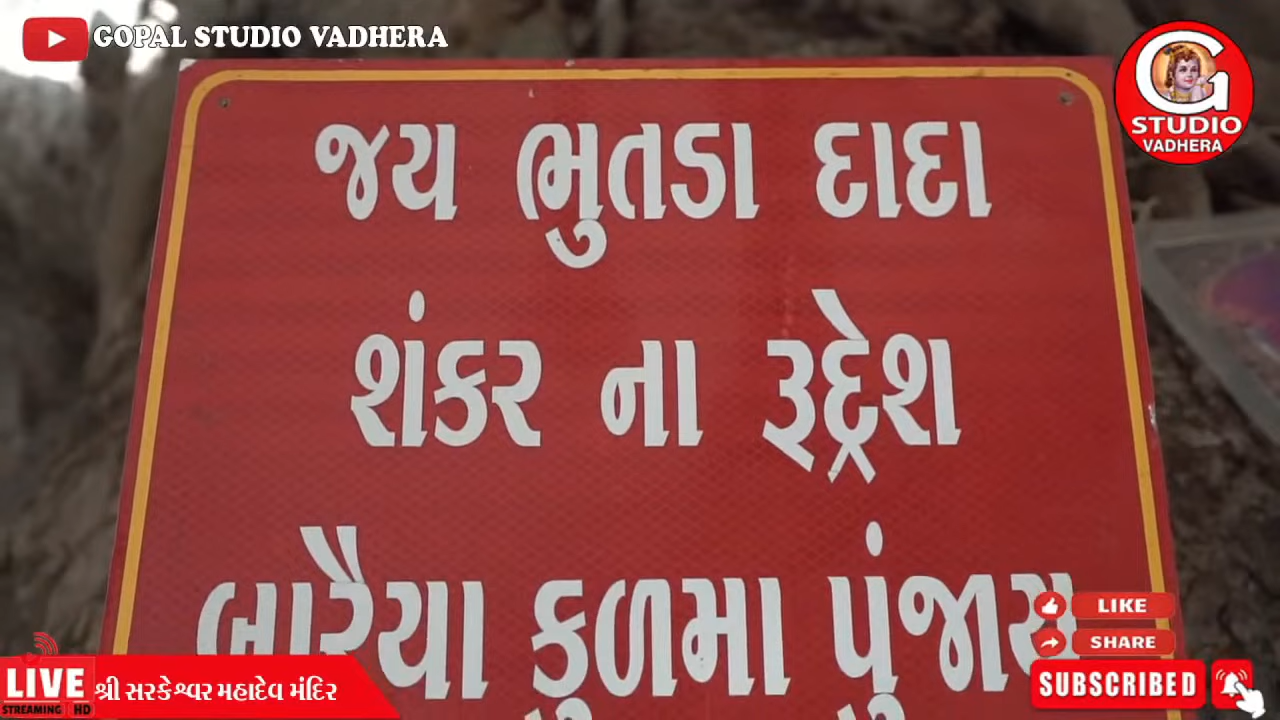 GOPAL STUDIO VADHERA
G
STUDIO
VADHERA
જય ભુતડા દાદા
શંકર ના રૂદ્રેશ
બારૈયા કુળમા પુંજાય
LIKE
SHARE
SUBSCRIBED
LIVE
STREAMING HD
શ્રી સરકેશ્વર મહાદેવ મંદિર